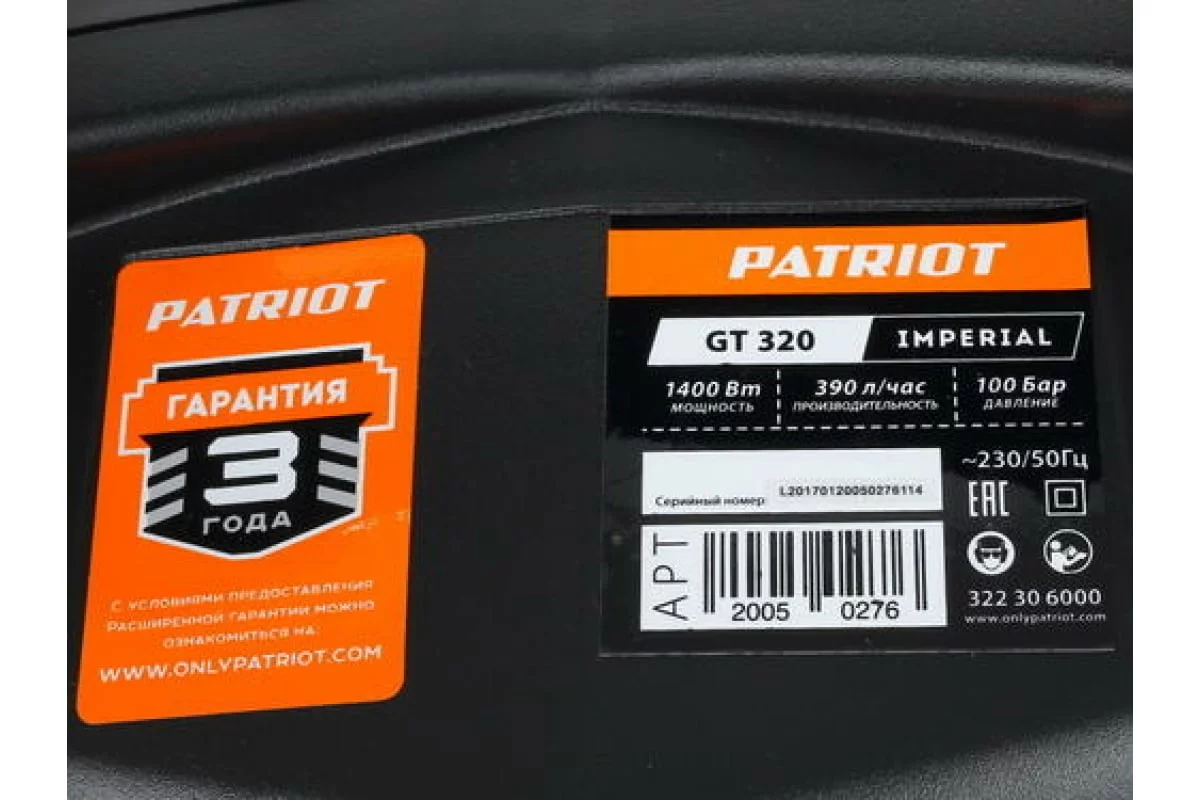 PATRIOT
ГАРАНТИЯ
3
ГОДА
С УСЛОВИЯМИ ПРЕДОСТАВЛЕНИЯ
РАСШИРЕННОЙ ГАРАНТИИ МОЖНО
ОЗНАКОМИТЬСЯ НА:
WWW.ONLYPATRIOT.COM
PATRIOT
GT 320 IMPERIAL
1400 Вт 390 л/час 100 Бар
МОЩНОСТЬ ПРОИЗВОДИТЕЛЬНОСТЬ ДАВЛЕНИЕ
~230/50Гц
Серийный номер: L20170120050276114
EAC
АРТ
2005 0276
322 30 6000
www.onlypatriot.com